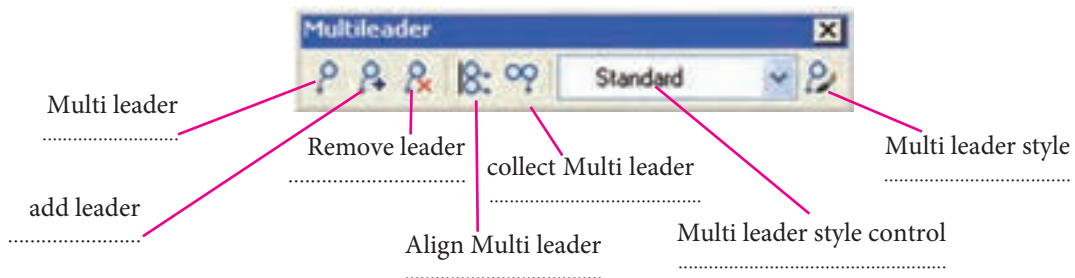 Multileader
Standard
Multi leader
Remove leader
collect Multi leader
Multi leader style
add leader
Align Multi leader
Multi leader style control